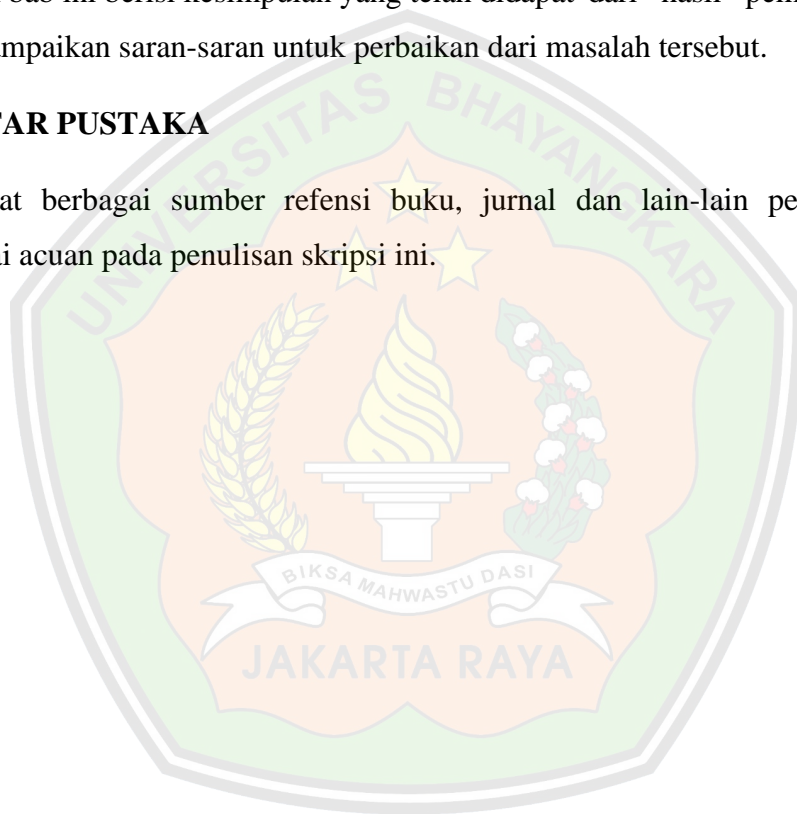 bab ini berisi kesimpulan yang telah didapat dari hasil
ampaikan saran-saran untuk perbaikan dari masalah tersebut.
TAR PUSTAKA
at berbagai sumber refensi buku, jurnal dan lain-lain pe
ai acuan pada penulisan skripsi ini.
UNIVERSITAS BHAYANGKARA
BIKSA MAHWASTU DASI
JAKARTA RAYA